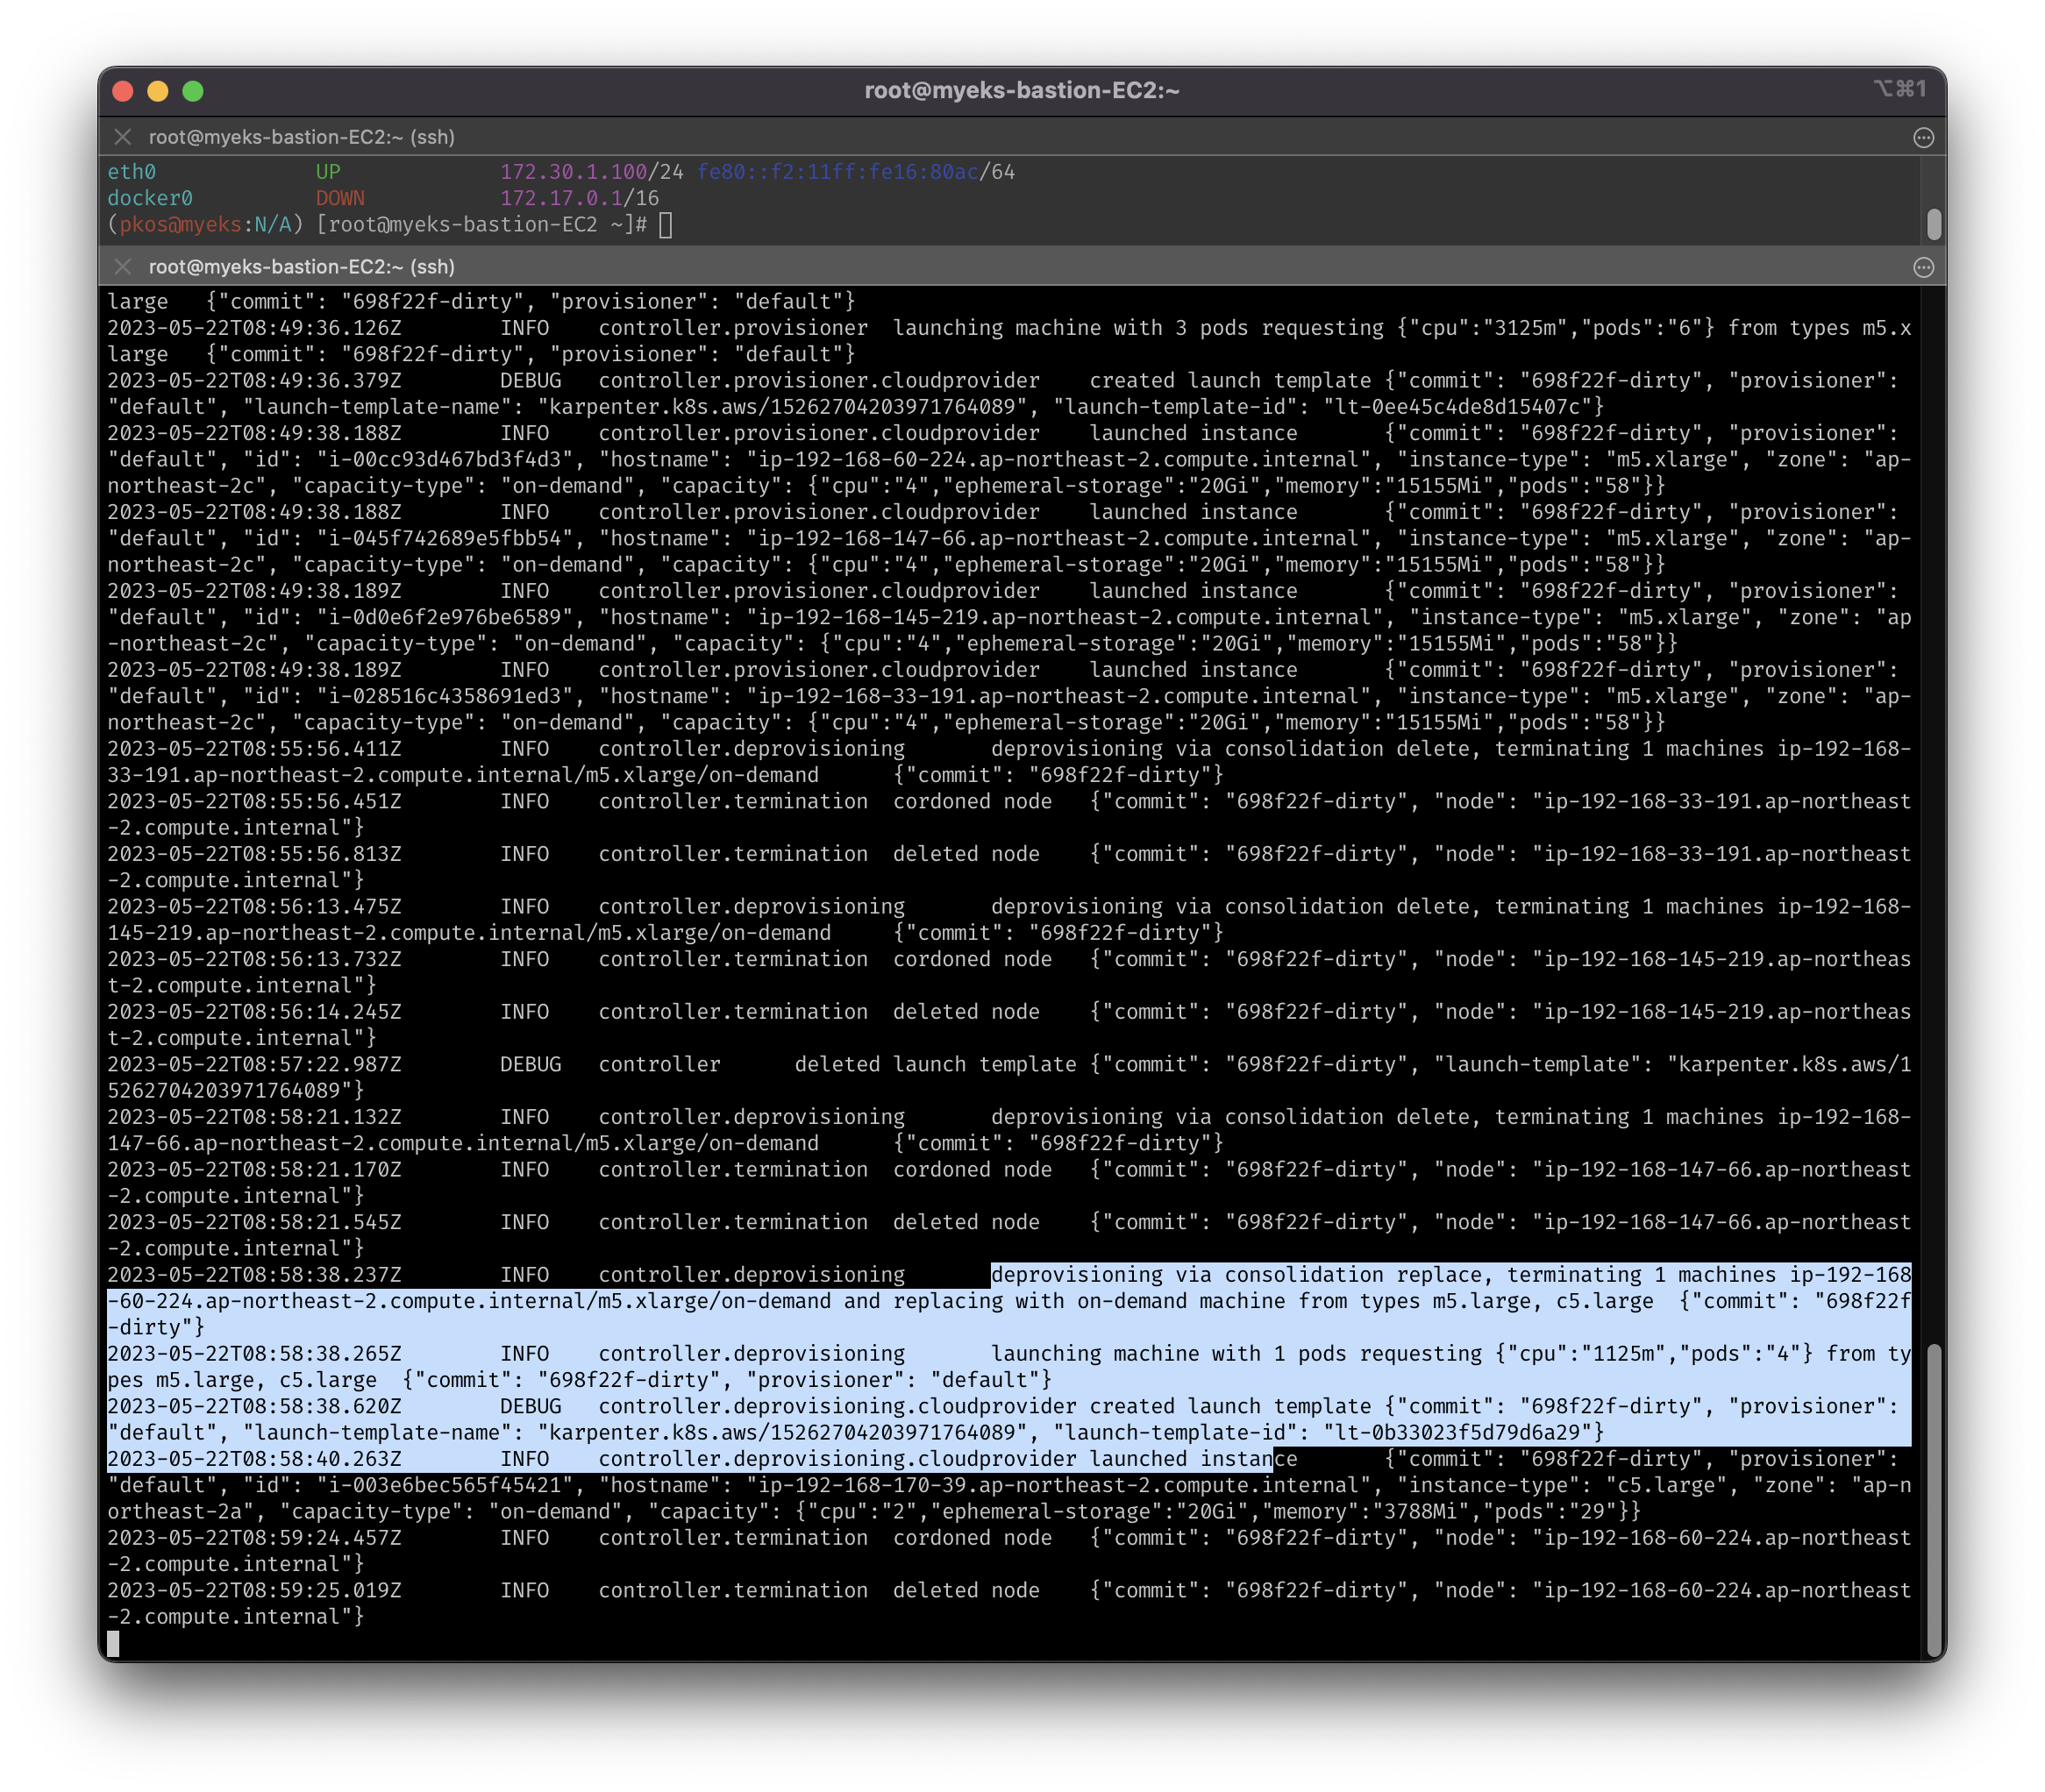 root@myeks-bastion-EC2:~
⌥⌘1
root@myeks-bastion-EC2:~ (ssh)
eth0             UP             172.30.1.100/24 fe80::f2:11ff:fe16:80ac/64
docker0          DOWN           172.17.0.1/16
(pkos@myeks:N/A) [root@myeks-bastion-EC2 ~]#
root@myeks-bastion-EC2:~ (ssh)
large   {"commit": "698f22f-dirty", "provisioner": "default"}
2023-05-22T08:49:36.126Z        INFO    controller.provisioner  launching machine with 3 pods requesting {"cpu":"3125m","pods":"6"} from types m5.x
large   {"commit": "698f22f-dirty", "provisioner": "default"}
2023-05-22T08:49:36.379Z        DEBUG   controller.provisioner.cloudprovider    created launch template {"commit": "698f22f-dirty", "provisioner":
"default", "launch-template-name": "karpenter.k8s.aws/15262704203971764089", "launch-template-id": "lt-0ee45c4de8d15407c"}
2023-05-22T08:49:38.188Z        INFO    controller.provisioner.cloudprovider    launched instance       {"commit": "698f22f-dirty", "provisioner":
"default", "id": "i-00cc93d467bd3f4d3", "hostname": "ip-192-168-60-224.ap-northeast-2.compute.internal", "instance-type": "m5.xlarge", "zone": "ap-
northeast-2c", "capacity-type": "on-demand", "capacity": {"cpu":"4","ephemeral-storage":"20Gi","memory":"15155Mi","pods":"58"}}
2023-05-22T08:49:38.188Z        INFO    controller.provisioner.cloudprovider    launched instance       {"commit": "698f22f-dirty", "provisioner":
"default", "id": "i-045f742689e5fbb54", "hostname": "ip-192-168-147-66.ap-northeast-2.compute.internal", "instance-type": "m5.xlarge", "zone": "ap-
northeast-2c", "capacity-type": "on-demand", "capacity": {"cpu":"4","ephemeral-storage":"20Gi","memory":"15155Mi","pods":"58"}}
2023-05-22T08:49:38.189Z        INFO    controller.provisioner.cloudprovider    launched instance       {"commit": "698f22f-dirty", "provisioner":
"default", "id": "i-0d0e6f2e976be6589", "hostname": "ip-192-168-145-219.ap-northeast-2.compute.internal", "instance-type": "m5.xlarge", "zone": "ap
-northeast-2c", "capacity-type": "on-demand", "capacity": {"cpu":"4","ephemeral-storage":"20Gi","memory":"15155Mi","pods":"58"}}
2023-05-22T08:49:38.189Z        INFO    controller.provisioner.cloudprovider    launched instance       {"commit": "698f22f-dirty", "provisioner":
"default", "id": "i-028516c4358691ed3", "hostname": "ip-192-168-33-191.ap-northeast-2.compute.internal", "instance-type": "m5.xlarge", "zone": "ap-
northeast-2c", "capacity-type": "on-demand", "capacity": {"cpu":"4","ephemeral-storage":"20Gi","memory":"15155Mi","pods":"58"}}
2023-05-22T08:55:56.411Z        INFO    controller.deprovisioning       deprovisioning via consolidation delete, terminating 1 machines ip-192-168-
33-191.ap-northeast-2.compute.internal/m5.xlarge/on-demand      {"commit": "698f22f-dirty"}
2023-05-22T08:55:56.451Z        INFO    controller.termination  cordoned node   {"commit": "698f22f-dirty", "node": "ip-192-168-33-191.ap-northeast
-2.compute.internal"}
2023-05-22T08:55:56.813Z        INFO    controller.termination  deleted node    {"commit": "698f22f-dirty", "node": "ip-192-168-33-191.ap-northeast
-2.compute.internal"}
2023-05-22T08:56:13.475Z        INFO    controller.deprovisioning       deprovisioning via consolidation delete, terminating 1 machines ip-192-168-
145-219.ap-northeast-2.compute.internal/m5.xlarge/on-demand     {"commit": "698f22f-dirty"}
2023-05-22T08:56:13.732Z        INFO    controller.termination  cordoned node   {"commit": "698f22f-dirty", "node": "ip-192-168-145-219.ap-northeas
t-2.compute.internal"}
2023-05-22T08:56:14.245Z        INFO    controller.termination  deleted node    {"commit": "698f22f-dirty", "node": "ip-192-168-145-219.ap-northeas
t-2.compute.internal"}
2023-05-22T08:57:22.987Z        DEBUG   controller      deleted launch template {"commit": "698f22f-dirty", "launch-template": "karpenter.k8s.aws/1
5262704203971764089"}
2023-05-22T08:58:21.132Z        INFO    controller.deprovisioning       deprovisioning via consolidation delete, terminating 1 machines ip-192-168-
147-66.ap-northeast-2.compute.internal/m5.xlarge/on-demand      {"commit": "698f22f-dirty"}
2023-05-22T08:58:21.170Z        INFO    controller.termination  cordoned node   {"commit": "698f22f-dirty", "node": "ip-192-168-147-66.ap-northeast
-2.compute.internal"}
2023-05-22T08:58:21.545Z        INFO    controller.termination  deleted node    {"commit": "698f22f-dirty", "node": "ip-192-168-147-66.ap-northeast
-2.compute.internal"}
2023-05-22T08:58:38.237Z        INFO    controller.deprovisioning       deprovisioning via consolidation replace, terminating 1 machines ip-192-168
-60-224.ap-northeast-2.compute.internal/m5.xlarge/on-demand and replacing with on-demand machine from types m5.large, c5.large  {"commit": "698f22f
-dirty"}
2023-05-22T08:58:38.265Z        INFO    controller.deprovisioning       launching machine with 1 pods requesting {"cpu":"1125m","pods":"4"} from ty
pes m5.large, c5.large  {"commit": "698f22f-dirty", "provisioner": "default"}
2023-05-22T08:58:38.620Z        DEBUG   controller.deprovisioning.cloudprovider created launch template {"commit": "698f22f-dirty", "provisioner":
"default", "launch-template-name": "karpenter.k8s.aws/15262704203971764089", "launch-template-id": "lt-0b33023f5d79d6a29"}
2023-05-22T08:58:40.263Z        INFO    controller.deprovisioning.cloudprovider launched instance       {"commit": "698f22f-dirty", "provisioner":
"default", "id": "i-003e6bec565f45421", "hostname": "ip-192-168-170-39.ap-northeast-2.compute.internal", "instance-type": "c5.large", "zone": "ap-n
ortheast-2a", "capacity-type": "on-demand", "capacity": {"cpu":"2","ephemeral-storage":"20Gi","memory":"3788Mi","pods":"29"}}
2023-05-22T08:59:24.457Z        INFO    controller.termination  cordoned node   {"commit": "698f22f-dirty", "node": "ip-192-168-60-224.ap-northeast
-2.compute.internal"}
2023-05-22T08:59:25.019Z        INFO    controller.termination  deleted node    {"commit": "698f22f-dirty", "node": "ip-192-168-60-224.ap-northeast
-2.compute.internal"}